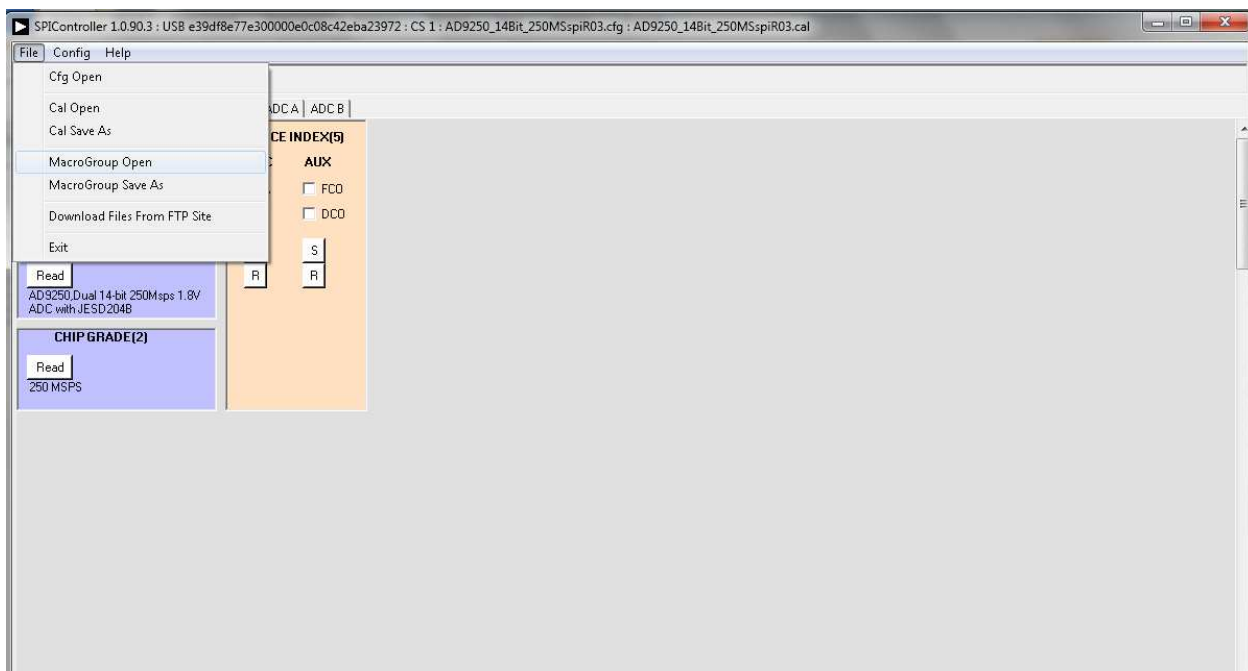 SPIController 1.0.90.3 : USB e39df8e77e300000e0c08c42eba23972 : CS 1 : AD9250_14Bit_250MSspiR03.cfg : AD9250_14Bit_250MSspiR03.cal
File Config Help
Cfg Open
Cal Open
Cal Save As
MacroGroup Open
MacroGroup Save As
Download Files From FTP Site
Exit
ADC A ADC B
CE INDEX(5)
AUX
FCO
DCO
S
R R
Read
AD9250,Dual 14-bit 250Msps 1.8V
ADC with JESD204B
CHIP GRADE(2)
Read
250 MSPS